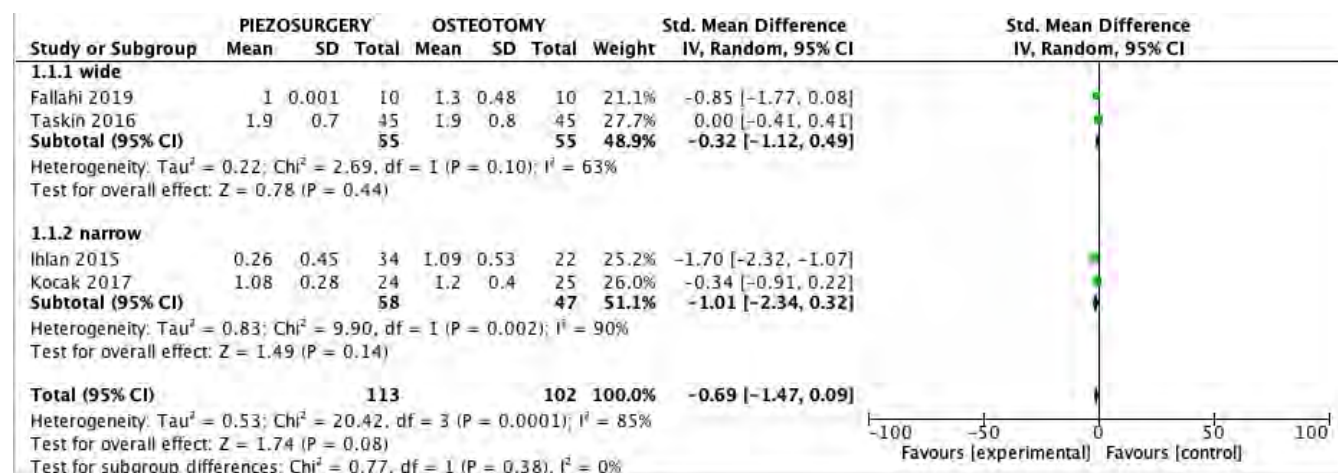 PIEZOSURGERY OSTEOTOMY Std. Mean Difference Std. Mean Difference
Study or Subgroup Mean SD Total Mean SD Total Weight IV, Random, 95% CI IV, Random, 95% CI
1.1.1 wide
Fallahi 2019 1 0.001 10 1.3 0.48 10 21.1% -0.85 [-1.77, 0.08]
Taskin 2016 1.9 0.7 45 1.9 0.8 45 27.7% 0.00 [-0.41, 0.41]
Subtotal (95% CI) 55 55 48.9% -0.32 [-1.12, 0.49]
Heterogeneity: Tau² = 0.22; Chi² = 2.69, df = 1 (P = 0.10); I² = 63%
Test for overall effect: Z = 0.78 (P = 0.44)
1.1.2 narrow
Ihlan 2015 0.26 0.45 34 1.09 0.53 22 25.2% -1.70 [-2.32, -1.07]
Kocak 2017 1.08 0.28 24 1.2 0.4 25 26.0% -0.34 [-0.91, 0.22]
Subtotal (95% CI) 58 47 51.1% -1.01 [-2.34, 0.32]
Heterogeneity: Tau² = 0.83; Chi² = 9.90, df = 1 (P = 0.002); I² = 90%
Test for overall effect: Z = 1.49 (P = 0.14)
Total (95% CI) 113 102 100.0% -0.69 [-1.47, 0.09]
Heterogeneity: Tau² = 0.53; Chi² = 20.42, df = 3 (P = 0.0001); I² = 85%
Test for overall effect: Z = 1.74 (P = 0.08)
Test for subgroup differences: Chi² = 0.77, df = 1 (P = 0.38), I² = 0%
-100 -50 0 50 100
Favours [experimental] Favours [control]